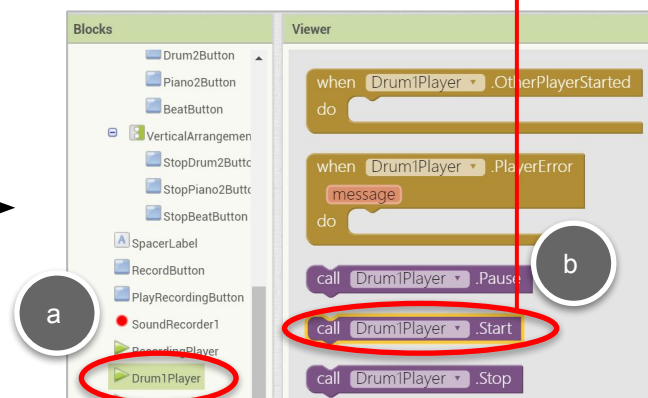 Blocks
Viewer
Drum2Button
Piano2Button
BeatButton
VerticalArrangemen
StopDrum2Butto
StopPiano2Butto
StopBeatButton
SpacerLabel
RecordButton
PlayRecordingButton
SoundRecorder1
RecordingPlayer
Drum1Player
a
when Drum1Player .OtherPlayerStarted
do
when Drum1Player .PlayerError
message
do
call Drum1Player .Pause
b
call Drum1Player .Start
call Drum1Player .Stop